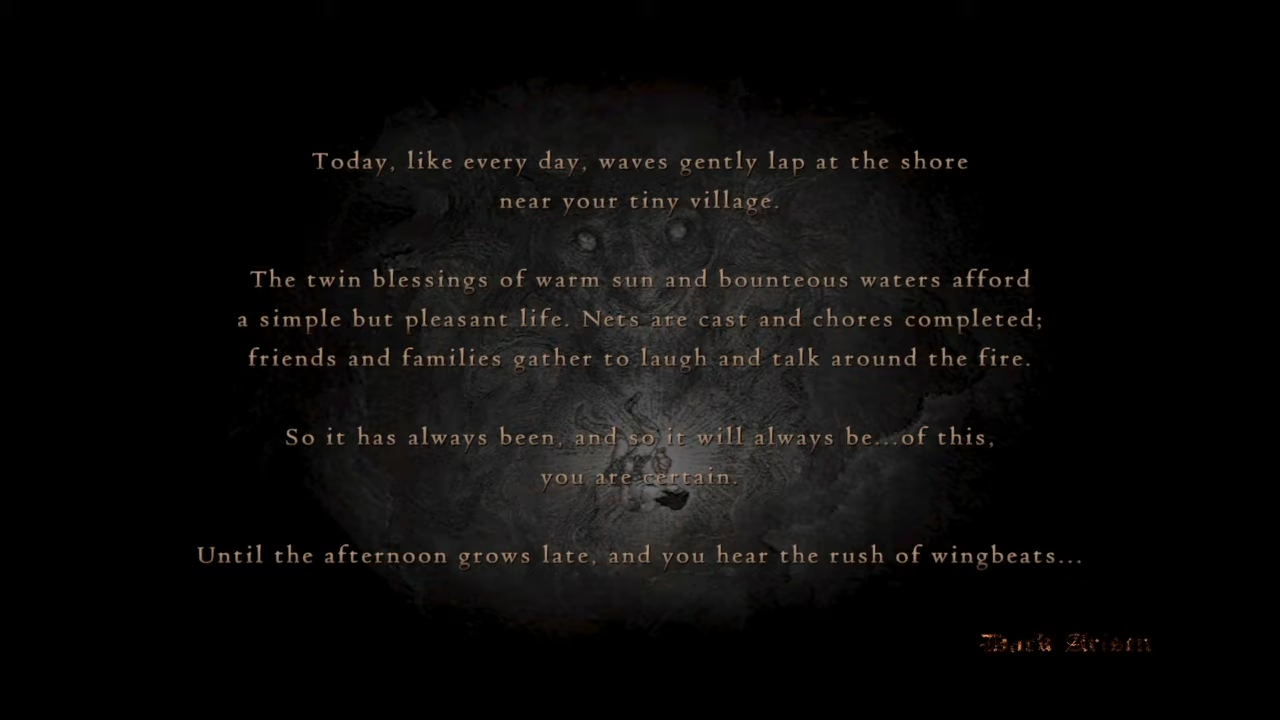 Today, like every day, waves gently lap at the shore
near your tiny village.
The twin blessings of warm sun and bounteous waters afford
a simple but pleasant life. Nets are cast and chores completed;
friends and families gather to laugh and talk around the fire.
So it has always been, and so it will always be...of this,
you are certain.
Until the afternoon grows late, and you hear the rush of wingbeats...
Dark Arisen